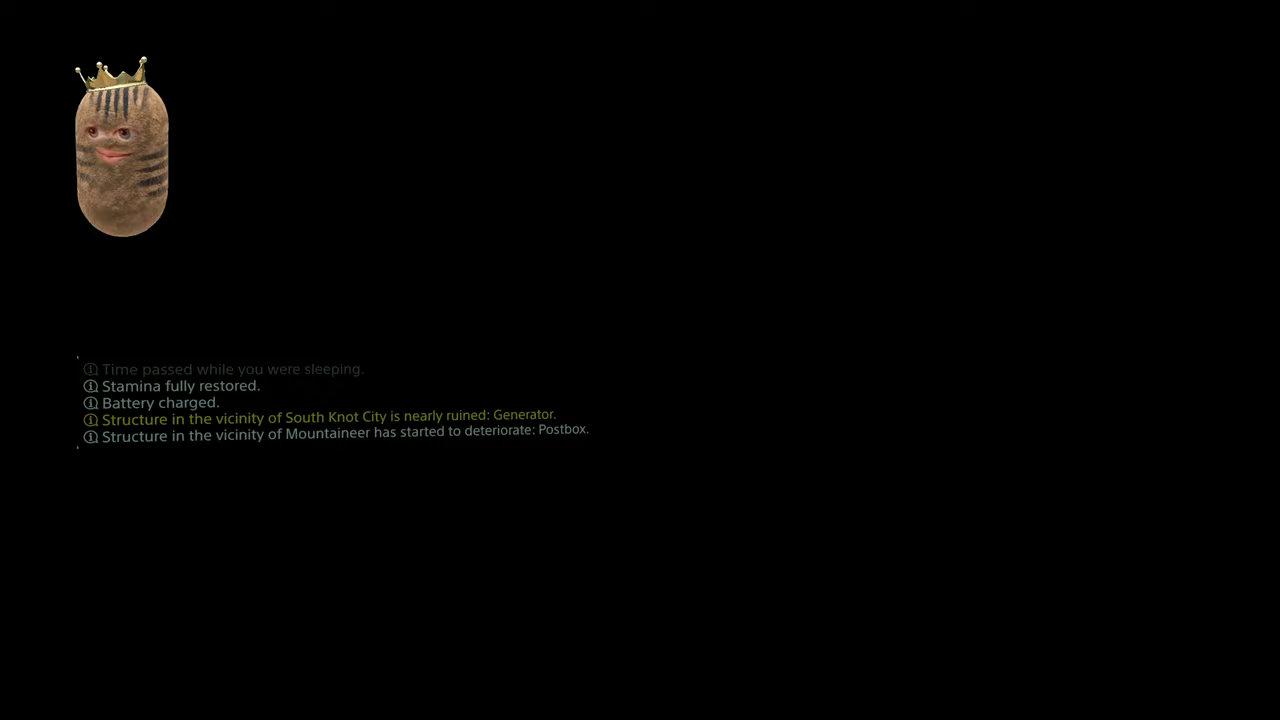 Time passed while you were sleeping.
Stamina fully restored.
Battery charged.
Structure in the vicinity of South Knot City is nearly ruined: Generator.
Structure in the vicinity of Mountaineer has started to deteriorate: Postbox.